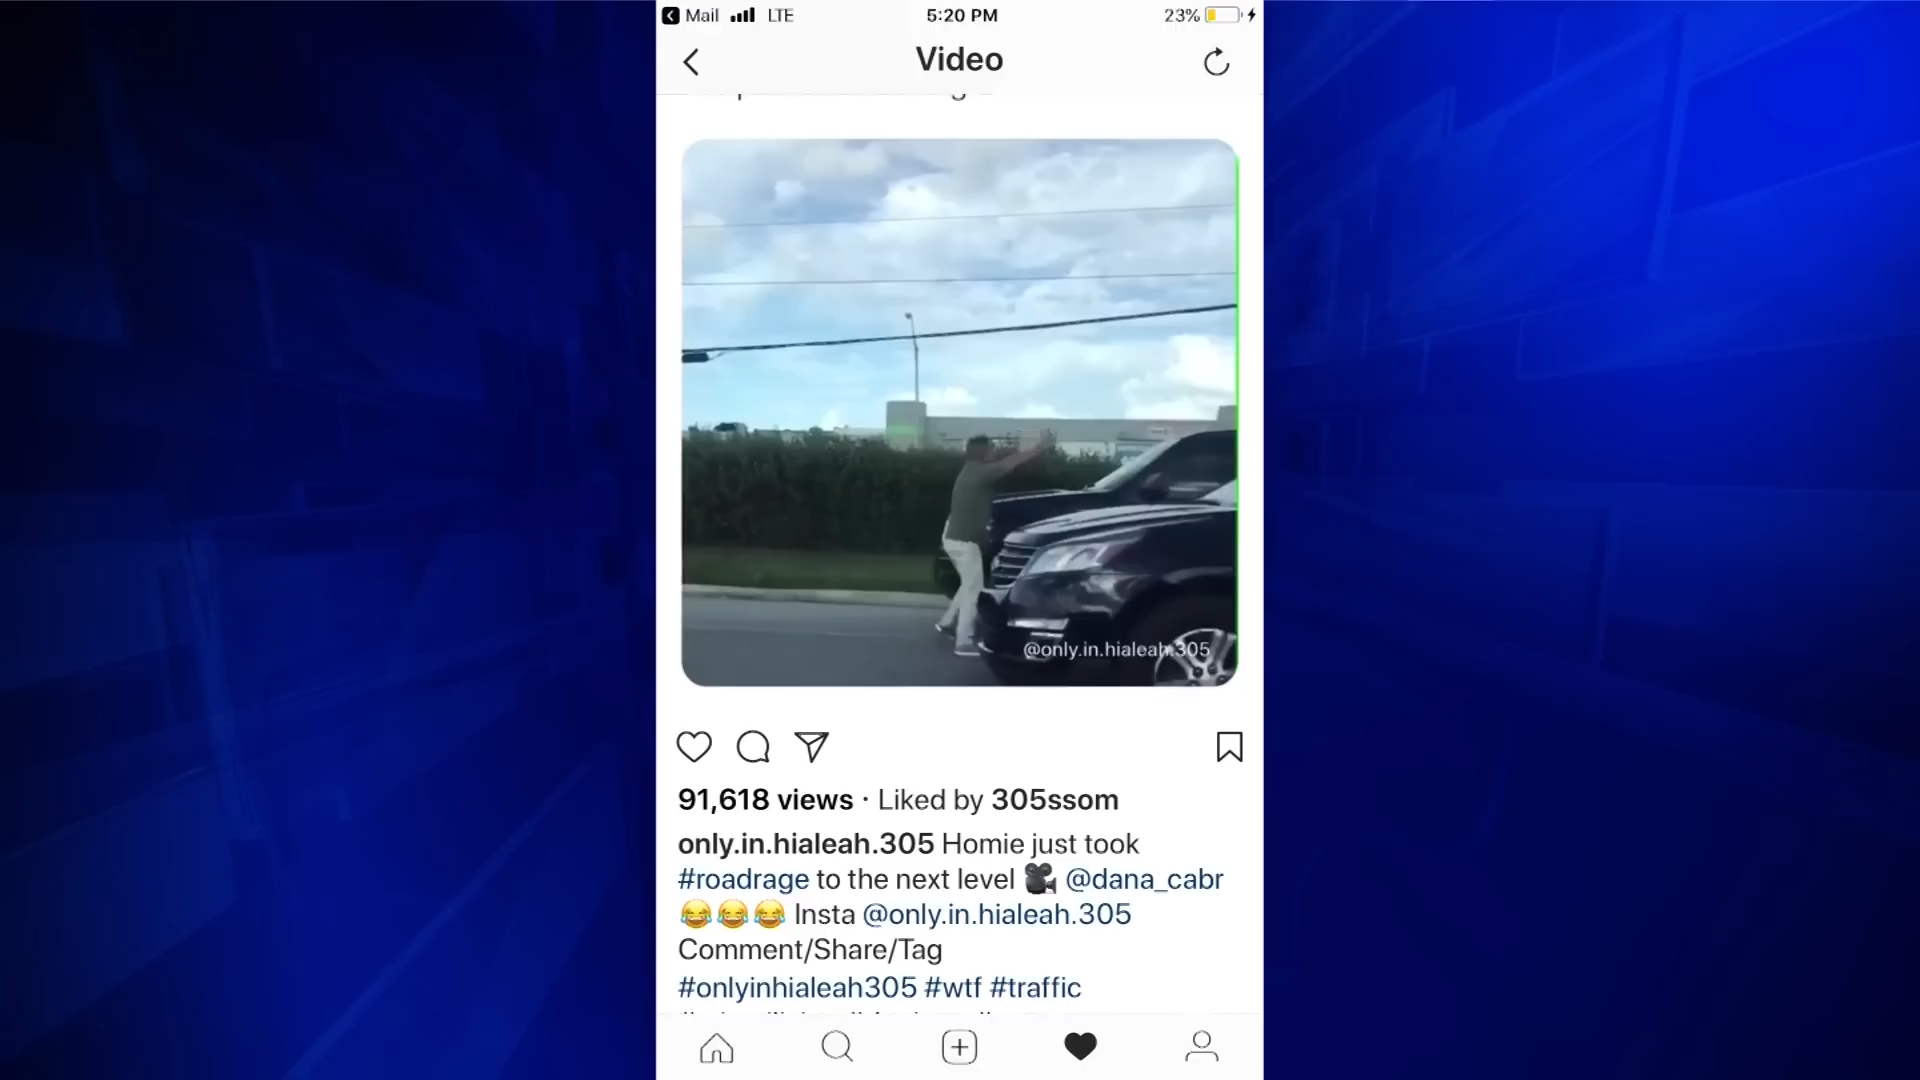 Mail LTE 5:20 PM 23%
Video
@only.in.hialeah.305
91,618 views · Liked by 305ssom
only.in.hialeah.305 Homie just took
#roadrage to the next level 🎥 @dana_cabr
😂😂😂 Insta @only.in.hialeah.305
Comment/Share/Tag
#onlyinhialeah305 #wtf #traffic